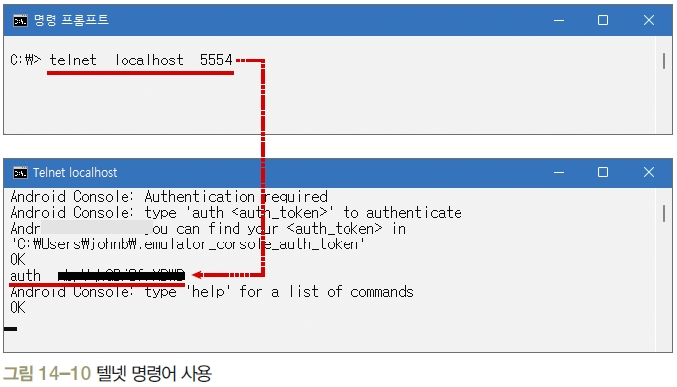 명령 프롬프트
C:\> telnet localhost 5554
Telnet localhost
Android Console: Authentication required
Android Console: type 'auth <auth_token>' to authenticate
Andr you can find your <auth_token> in
'C:\Users\johnb\.emulator_console_auth_token'
OK
auth
Android Console: type 'help' for a list of commands
OK
그림 14-10 텔넷 명령어 사용